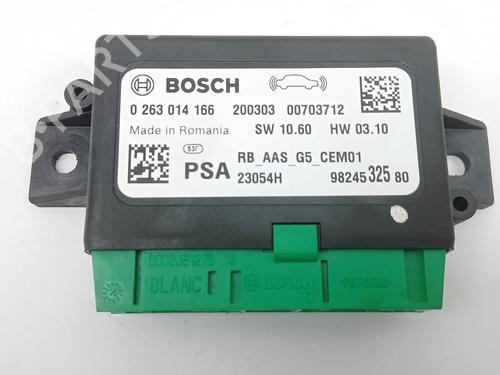 BOSCH
0 263 014 166 200303 00703712
Made in Romania SW 10.60 HW 03.10
53F RB_AAS_G5_CEM01
PSA 23054H 98245 325 80
BLANC BOSCH